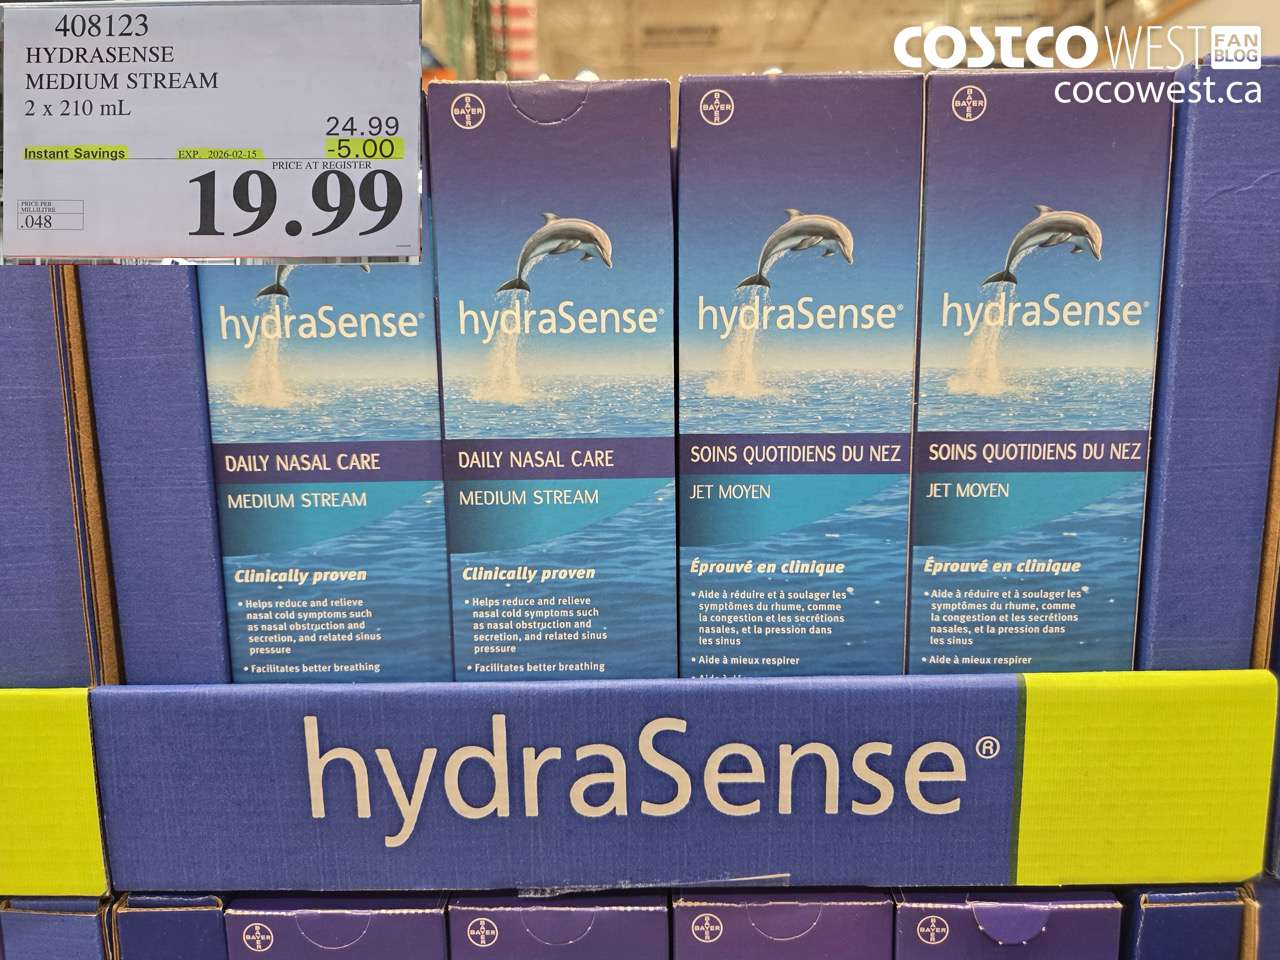 408123
HYDRASENSE
MEDIUM STREAM
2 x 210 mL
24.99
Instant Savings EXP. 2026-02-15 -5.00
PRICE AT REGISTER
19.99
PRICE PER
MILLILITRE
.048
COSTCO WEST FAN BLOG
cocowest.ca
BAYER
BAYER
BAYER
hydraSense®
hydraSense®
hydraSense®
hydraSense®
DAILY NASAL CARE
MEDIUM STREAM
Clinically proven
• Helps reduce and relieve
nasal cold symptoms such
as nasal obstruction and
secretion, and related sinus
pressure
• Facilitates better breathing
DAILY NASAL CARE
MEDIUM STREAM
Clinically proven
• Helps reduce and relieve
nasal cold symptoms such
as nasal obstruction and
secretion, and related sinus
pressure
• Facilitates better breathing
SOINS QUOTIDIENS DU NEZ
JET MOYEN
Éprouvé en clinique
• Aide à réduire et à soulager les
symptômes du rhume, comme
la congestion et les secrétions
nasales, et la pression dans
les sinus
• Aide à mieux respirer
SOINS QUOTIDIENS DU NEZ
JET MOYEN
Éprouvé en clinique
• Aide à réduire et à soulager les
symptômes du rhume, comme
la congestion et les secrétions
nasales, et la pression dans
les sinus
• Aide à mieux respirer
hydraSense®
BAYER
BAYER
BAYER
BAYER